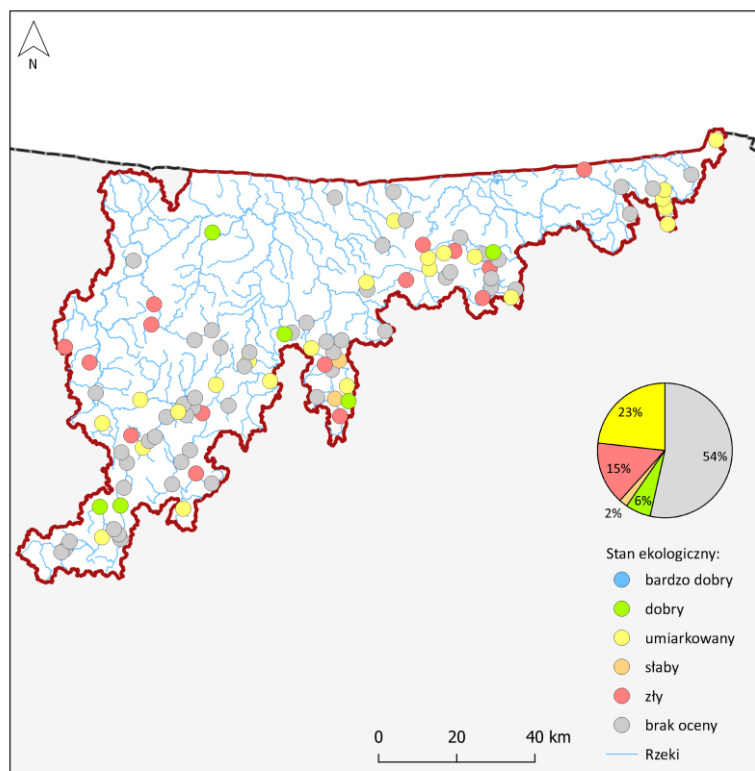 N
23%
54%
15%
6%
2%
Stan ekologiczny:
bardzo dobry
dobry
umiarkowany
słaby
zły
brak oceny
Rzeki
0 20 40 km